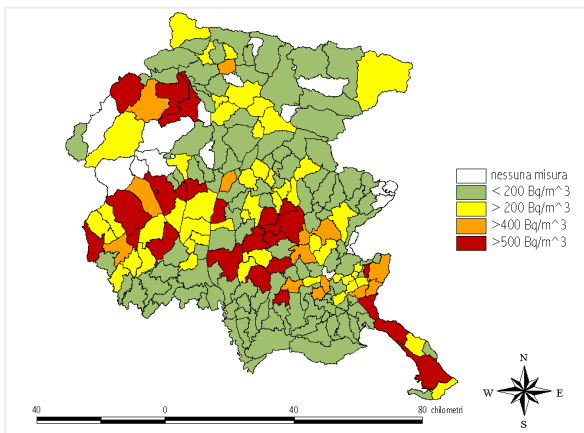 nessuna misura
< 200 Bq/m^3
> 200 Bq/m^3
>400 Bq/m^3
>500 Bq/m^3
N
W E
S
40 0 40 80 chilometri